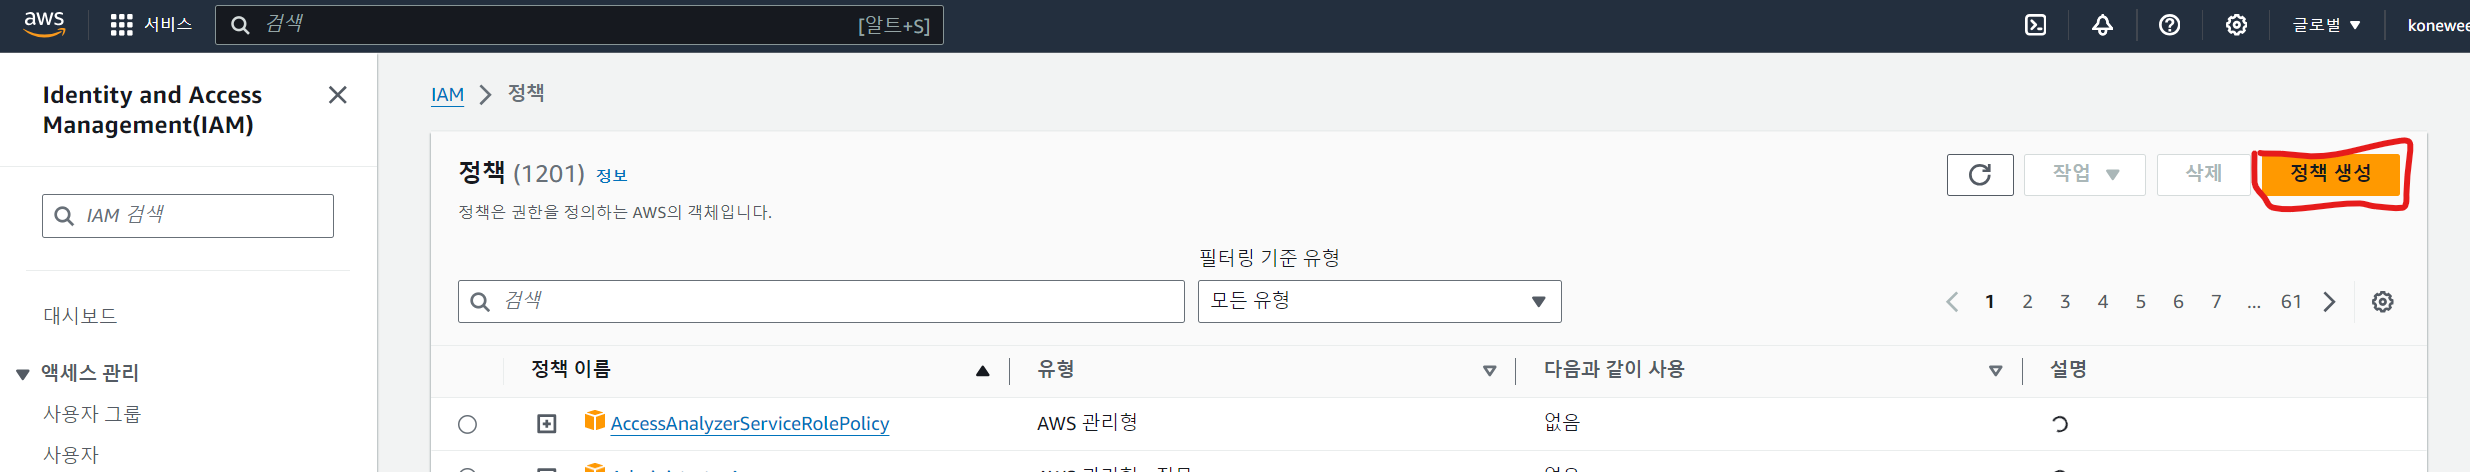 aws
서비스
검색
[알트+S]
글로벌
konewee
Identity and Access
Management(IAM)
IAM 검색
대시보드
액세스 관리
사용자 그룹
사용자
IAM
정책
정책 (1201) 정보
정책은 권한을 정의하는 AWS의 객체입니다.
작업
삭제
정책 생성
필터링 기준 유형
검색
모든 유형
1 2 3 4 5 6 7 ... 61
정책 이름
유형
다음과 같이 사용
설명
AccessAnalyzerServiceRolePolicy
AWS 관리형
없음